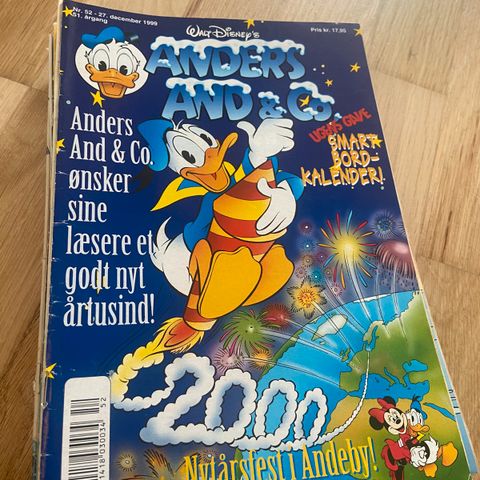 Nr. 52 - 27. december 1999
51. årgang
WALT DISNEY'S
Pris kr. 17,95
ANDERS
AND & Co.
UGENS GAVE
SMART
BORD-
KALENDER!
Anders
And & Co.
ønsker
sine
læsere et
godt nyt
årtusind!
2000
Nytårsfest i Andeby!
52